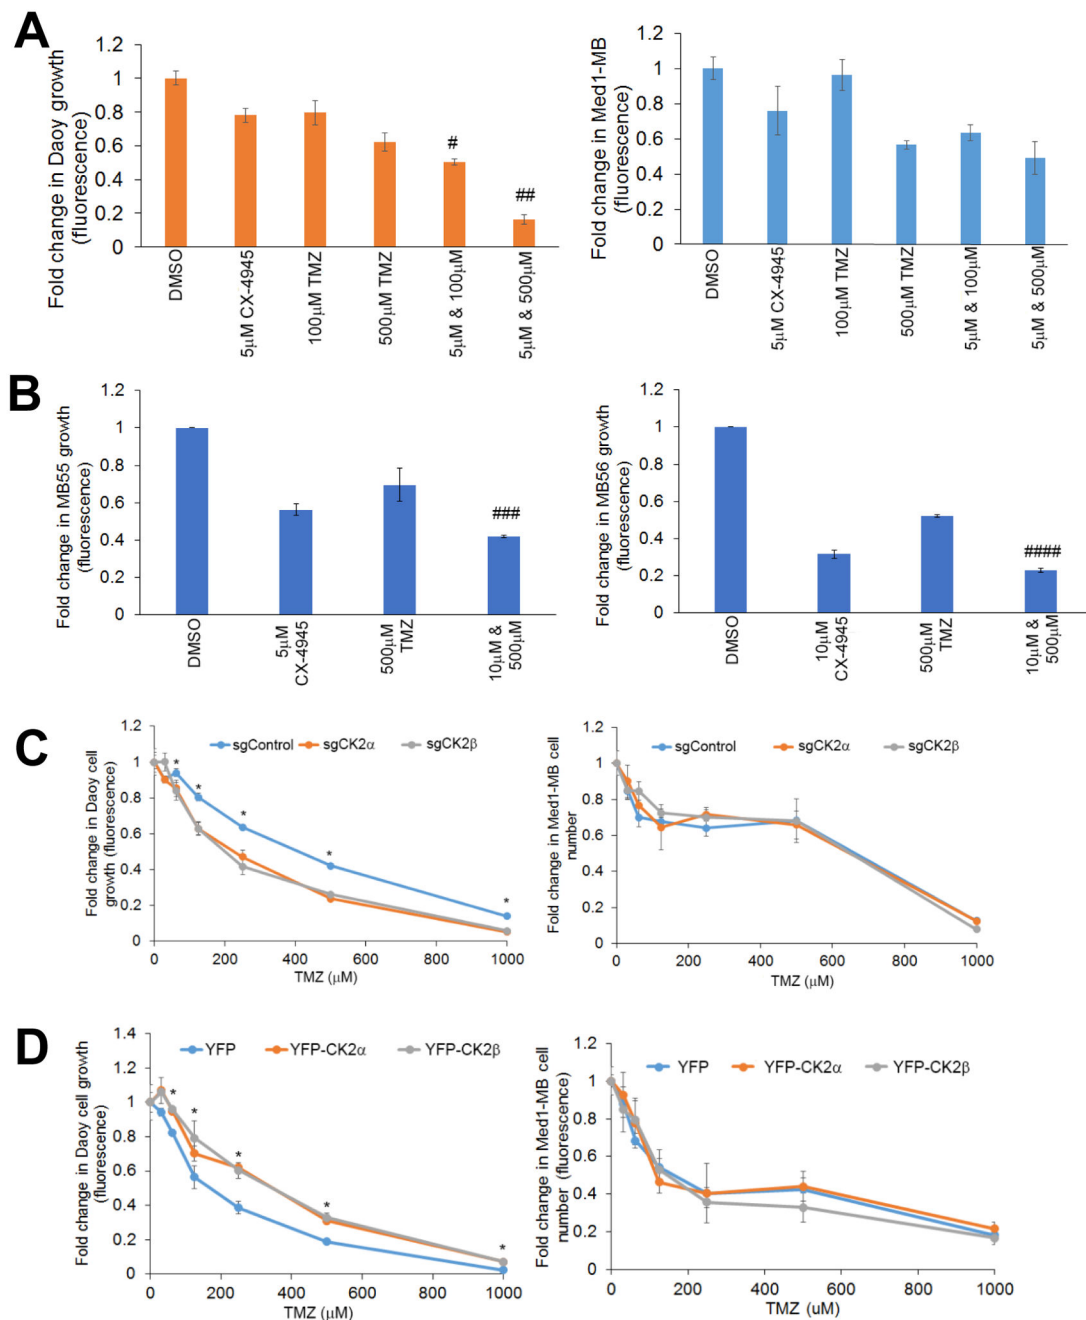 A
Fold change in Daoy growth
(fluorescence)
1.2
1
0.8
0.6
0.4
0.2
0
#
##
DMSO
5μM CX-4945
100μM TMZ
500μM TMZ
5μM & 100μM
5μM & 500μM
Fold change in Med1-MB
(fluorescence)
1.2
1
0.8
0.6
0.4
0.2
0
DMSO
5μM CX-4945
100μM TMZ
500μM TMZ
5μM & 100μM
5μM & 500μM
B
Fold change in MB55 growth
(fluorescence)
1.2
1
0.8
0.6
0.4
0.2
0
###
DMSO
5μM
CX-4945
500μM
TMZ
10μM &
500μM
Fold change in MB56 growth
(fluorescence)
1.2
1
0.8
0.6
0.4
0.2
0
####
DMSO
10μM
CX-4945
500μM
TMZ
10μM &
500μM
C
Fold change in Daoy cell
growth (fluorescence)
1.2
1
0.8
0.6
0.4
0.2
0
sgControl
sgCK2α
sgCK2β
*
*
*
*
*
0
200
400
600
800
1000
TMZ (μM)
Fold change in Med1-MB cell
number
1.2
1
0.8
0.6
0.4
0.2
0
sgControl
sgCK2α
sgCK2β
0
200
400
600
800
1000
TMZ (μM)
D
Fold change in Daoy cell growth
(fluorescence)
1.4
1.2
1
0.8
0.6
0.4
0.2
0
YFP
YFP-CK2α
YFP-CK2β
*
*
*
*
*
0
200
400
600
800
1000
TMZ (μM)
Fold change in Med1-MB cell
number (fluorescence)
1.2
1
0.8
0.6
0.4
0.2
0
YFP
YFP-CK2α
YFP-CK2β
0
200
400
600
800
1000
TMZ (uM)